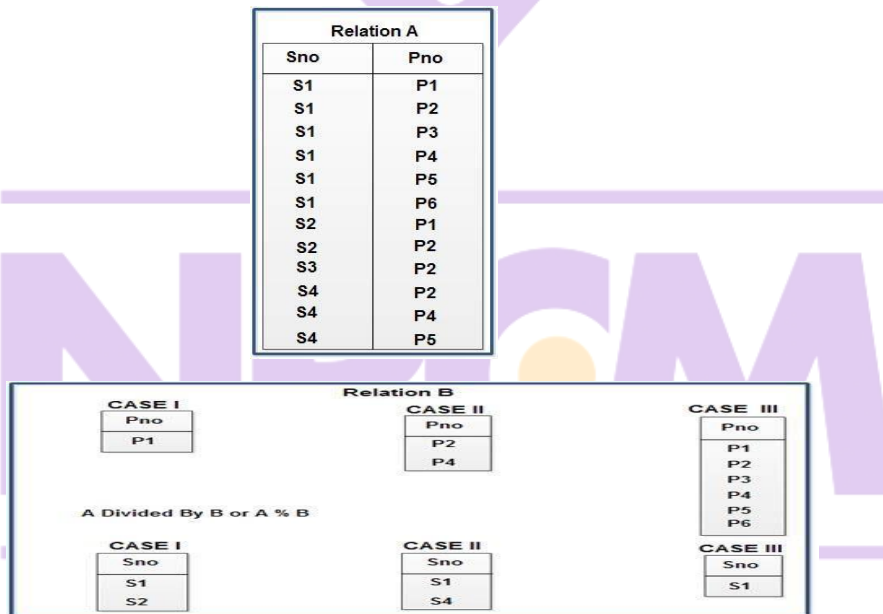 Relation A
Sno Pno
S1 P1
S1 P2
S1 P3
S1 P4
S1 P5
S1 P6
S2 P1
S2 P2
S3 P2
S4 P2
S4 P4
S4 P5
Relation B
CASE I CASE II CASE III
Pno Pno Pno
P1 P2 P1
P4 P2
P3
P4
P5
P6
A Divided By B or A % B
CASE I CASE II CASE III
Sno Sno Sno
S1 S1 S1
S2 S4